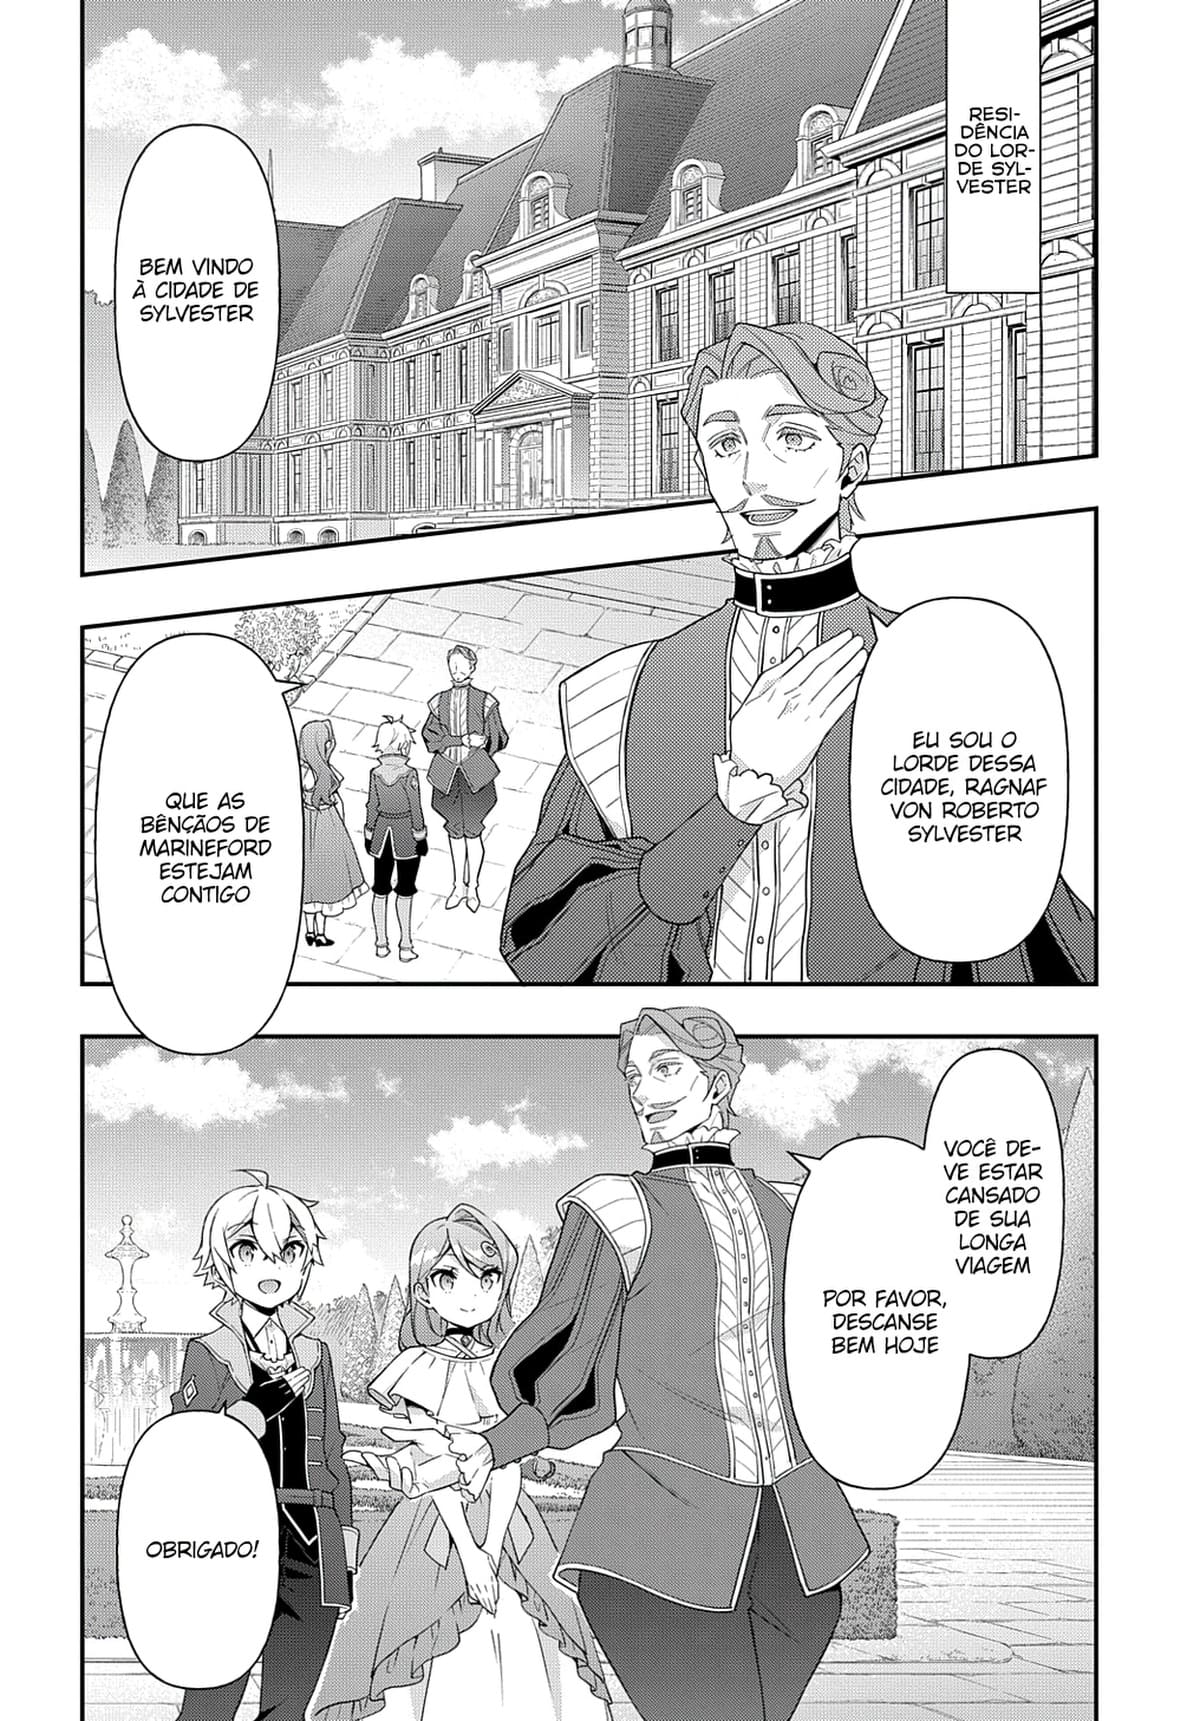 RESI-
DÊNCIA
DO LOR-
DE SYL-
VESTER
BEM VINDO
À CIDADE DE
SYLVESTER
EU SOU O
LORDE DESSA
CIDADE, RAGNAF
VON ROBERTO
SYLVESTER
QUE AS
BÊNÇÃOS DE
MARINEFORD
ESTEJAM
CONTIGO
VOCÊ DE-
VE ESTAR
CANSADO
DE SUA
LONGA
VIAGEM
POR FAVOR,
DESCANSE
BEM HOJE
OBRIGADO!